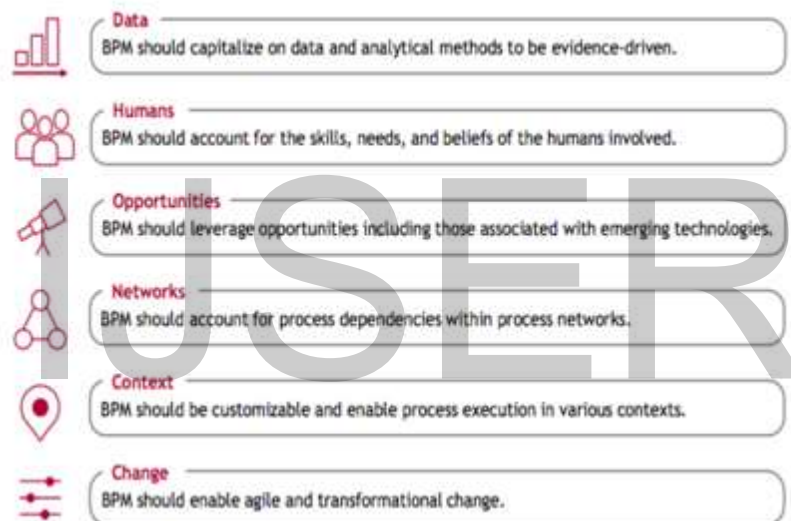 Data
BPM should capitalize on data and analytical methods to be evidence-driven.
Humans
BPM should account for the skills, needs, and beliefs of the humans involved.
Opportunities
BPM should leverage opportunities including those associated with emerging technologies.
Networks
BPM should account for process dependencies within process networks.
Context
BPM should be customizable and enable process execution in various contexts.
Change
BPM should enable agile and transformational change.
IJSER